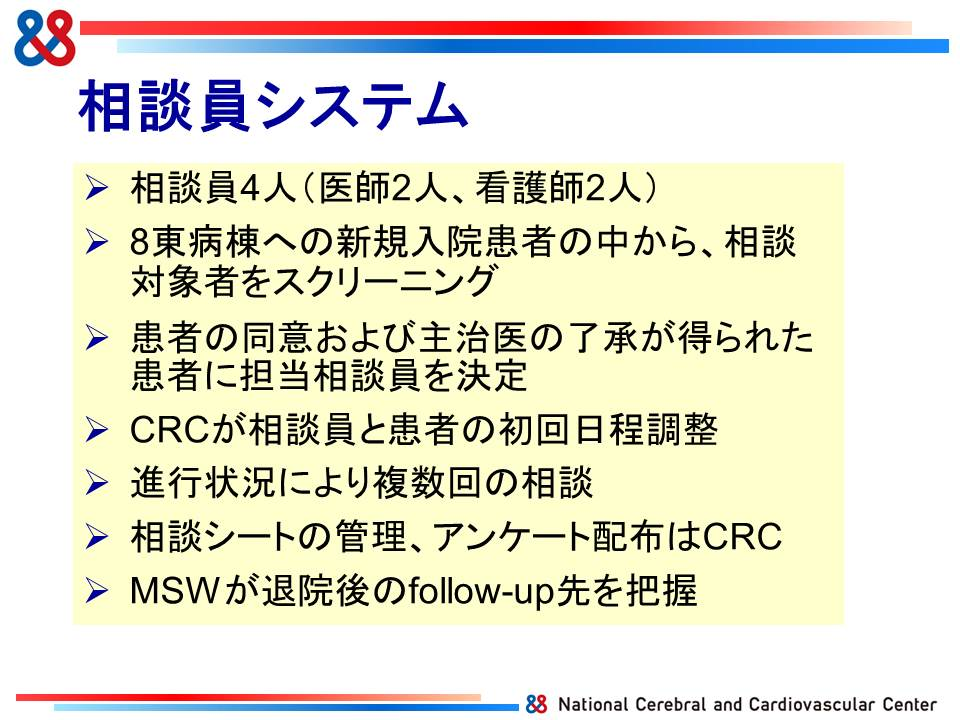 相談員システム
➢ 相談員4人（医師2人、看護師2人）
➢ 8東病棟への新規入院患者の中から、相談
対象者をスクリーニング
➢ 患者の同意および主治医の了承が得られた
患者に担当相談員を決定
➢ CRCが相談員と患者の初回日程調整
➢ 進行状況により複数回の相談
➢ 相談シートの管理、アンケート配布はCRC
➢ MSWが退院後のfollow-up先を把握
National Cerebral and Cardiovascular Center